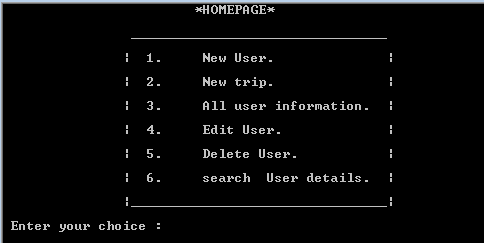 *HOMEPAGE*
1. New User.
2. New trip.
3. All user information.
4. Edit User.
5. Delete User.
6. search  User details.
Enter your choice :